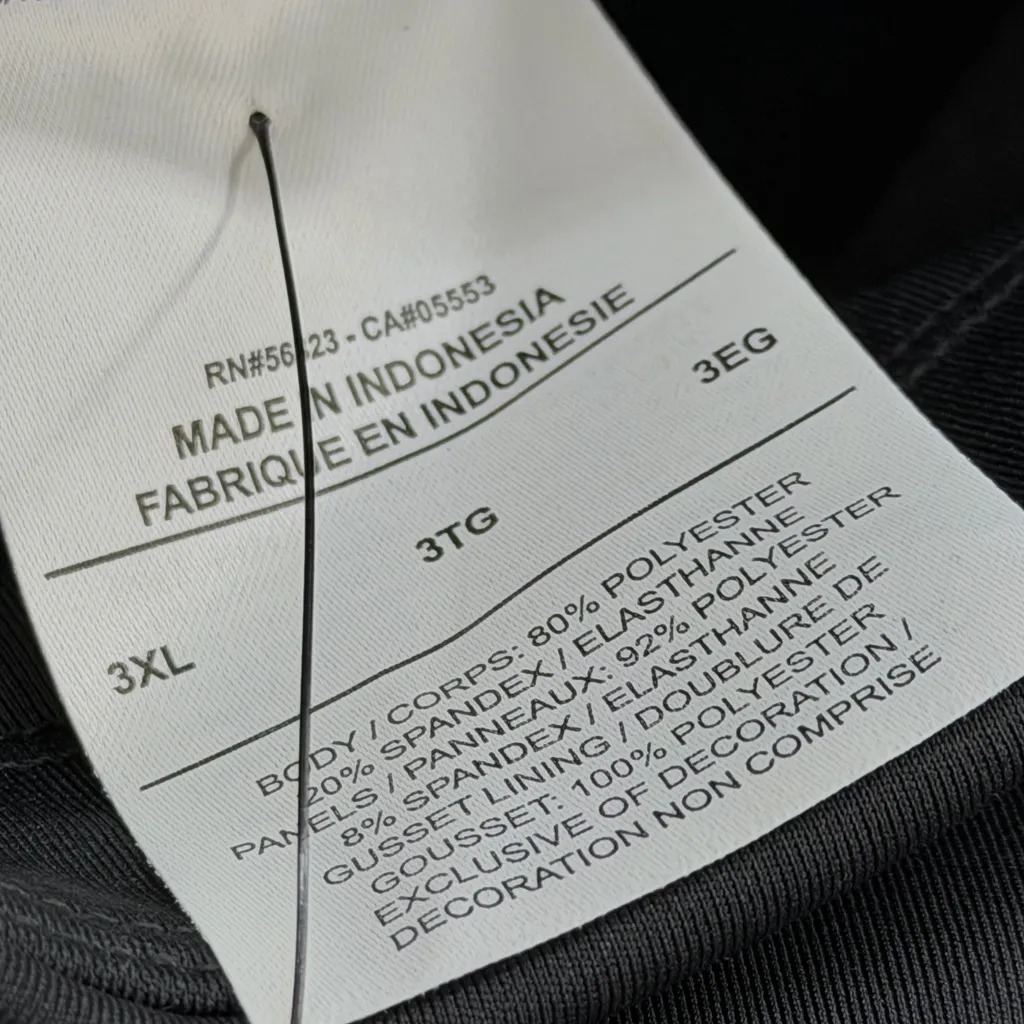 - CA#05553
MADE IN INDONESIA
FABRIQUE EN INDONESIE
3XL 3TG 3EG
BODY / CORPS: 80% POLYESTER
20% SPANDEX / ELASTHANNE
PANELS / PANNEAUX: 92% POLYESTER
8% SPANDEX / ELASTHANNE
GUSSET LINING / DOUBLURE DE
GOUSSET: 100% POLYESTER
EXCLUSIVE OF DECORATION /
DECORATION NON COMPRISE